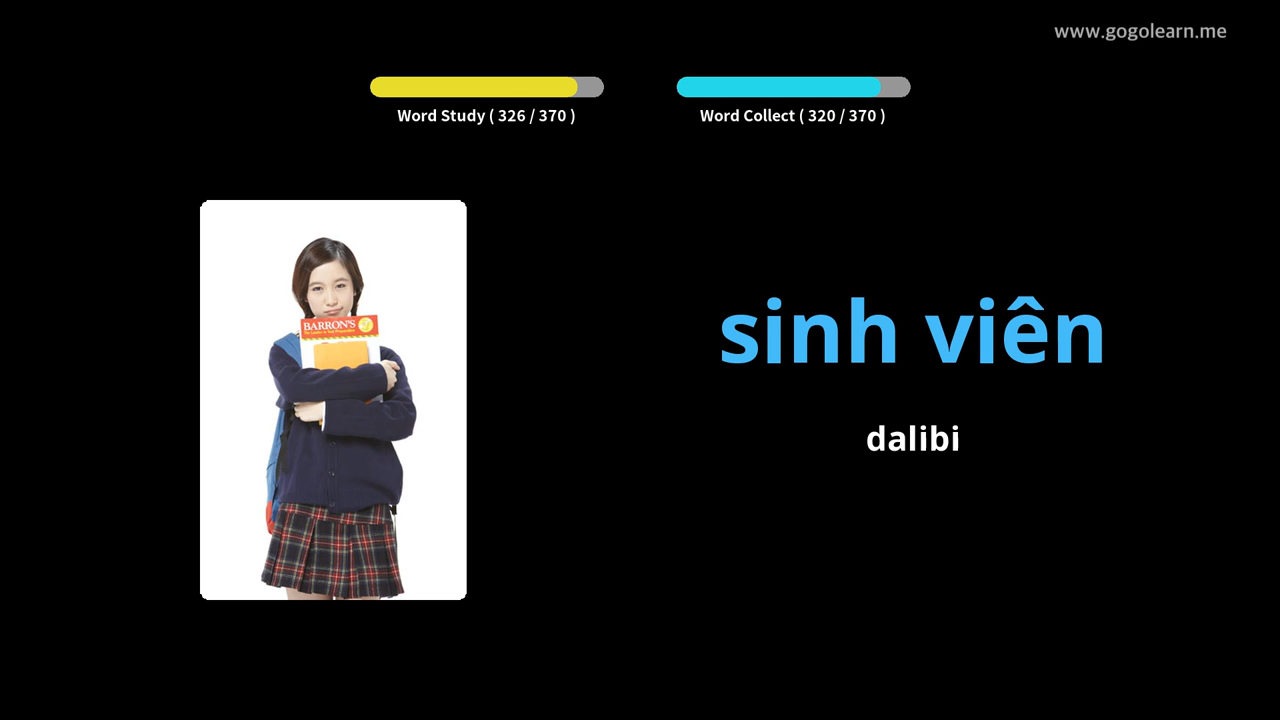 www.gogolearn.me
Word Study ( 326 / 370 )
Word Collect ( 320 / 370 )
BARRON'S
sinh viên
dalibi